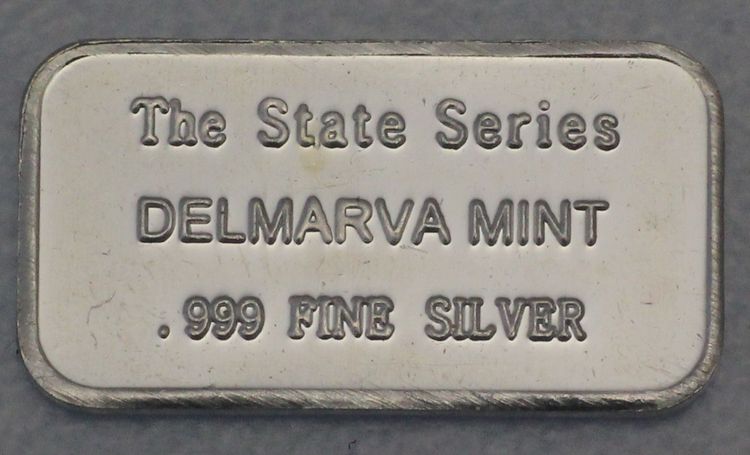 The State Series
DELMARVA MINT
.999 FINE SILVER